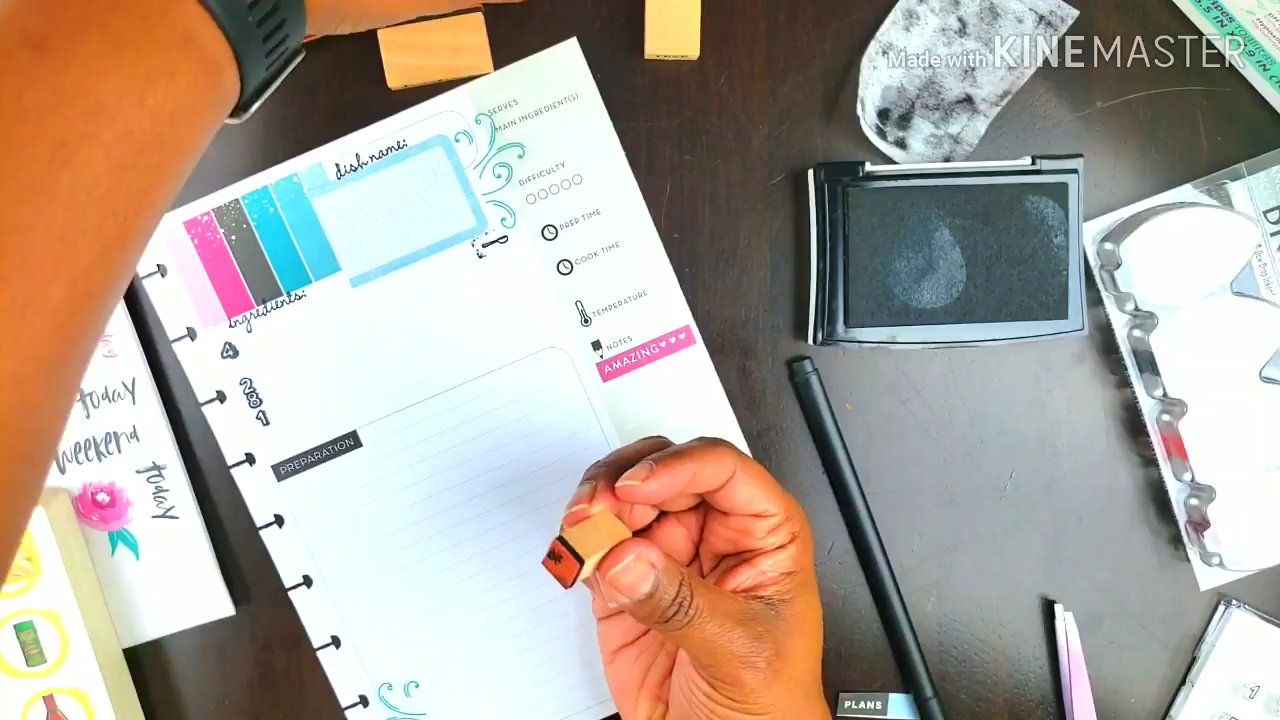 Made with KINEMASTER
SERVES
MAIN INGREDIENT(S)
dish name:
DIFFICULTY
PREP TIME
COOK TIME
TEMPERATURE
NOTES
AMAZING
ingredients:
4
2
8
1
PREPARATION
today
weekend
today
PLANS